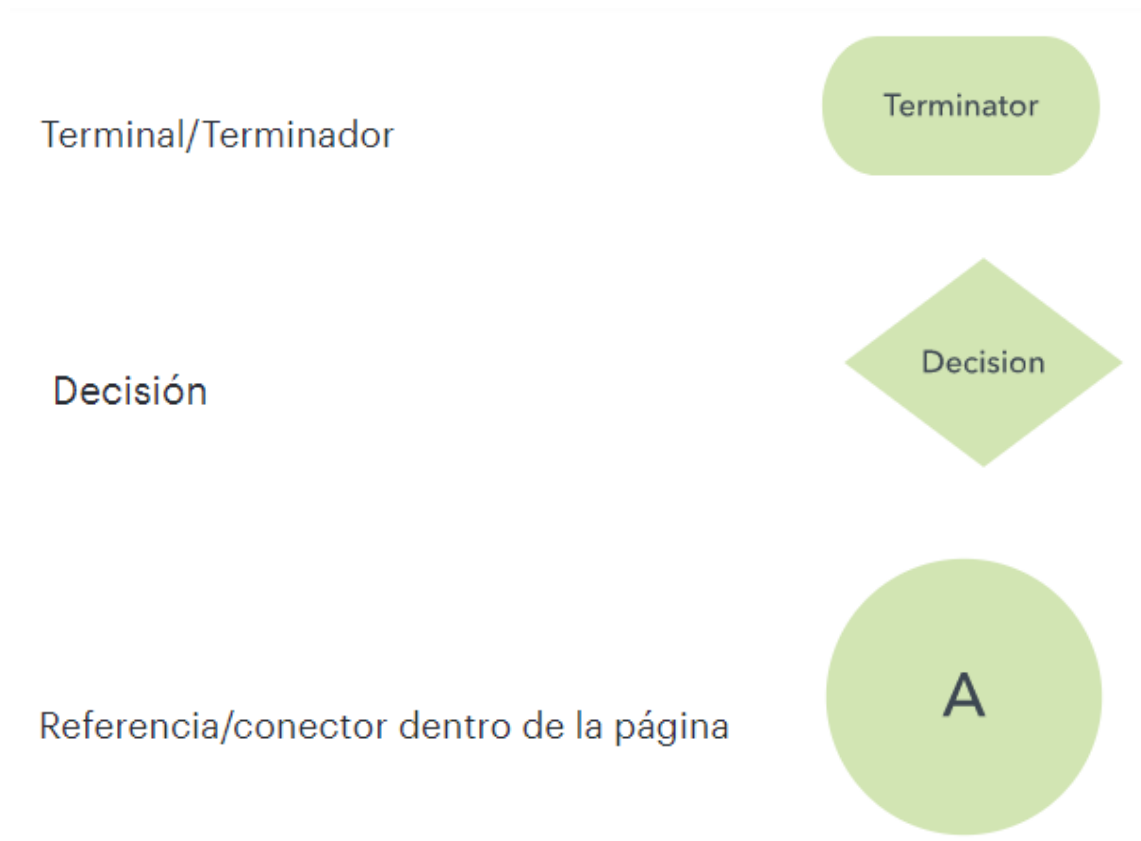 Terminal/Terminador
Terminator
Decisión
Decision
Referencia/conector dentro de la página
A